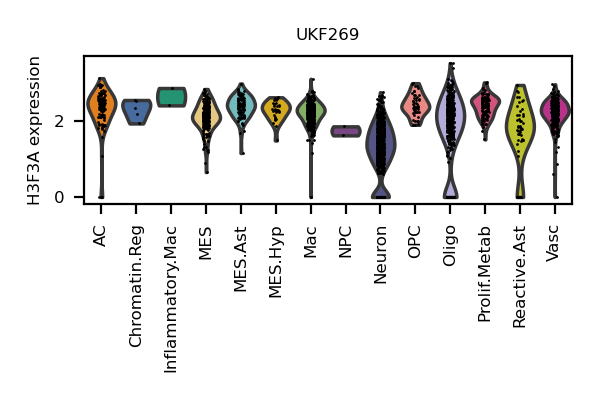 UKF269
H3F3A expression
2
0
AC
Chromatin.Reg
Inflammatory.Mac
MES
MES.Ast
MES.Hyp
Mac
NPC
Neuron
OPC
Oligo
Prolif.Metab
Reactive.Ast
Vasc